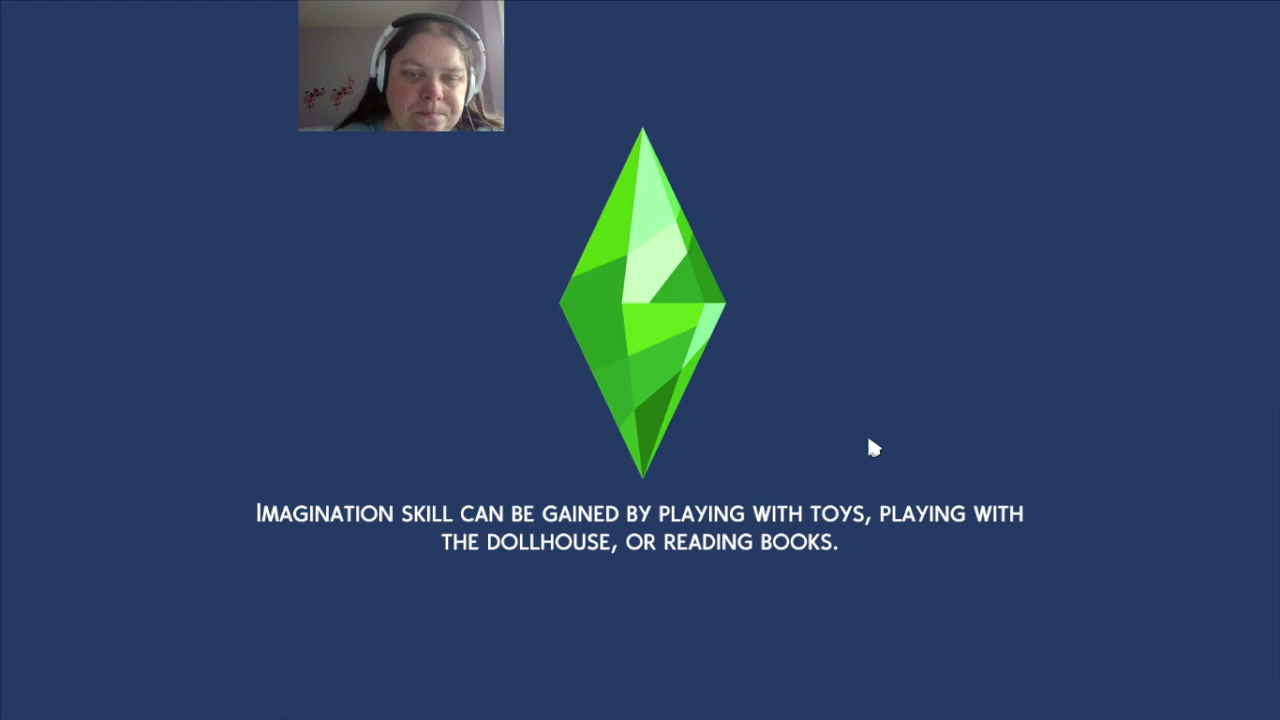 Imagination skill can be gained by playing with toys, playing with
the dollhouse, or reading books.